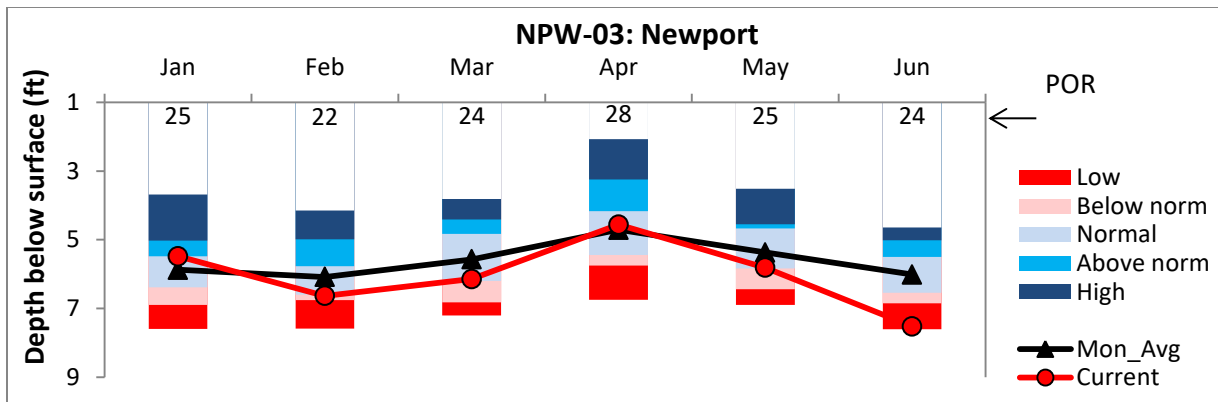 NPW-03: Newport
Jan Feb Mar Apr May Jun
POR
Depth below surface (ft)
1
3
5
7
9
25 22 24 28 25 24
Low
Below norm
Normal
Above norm
High
Mon_Avg
Current